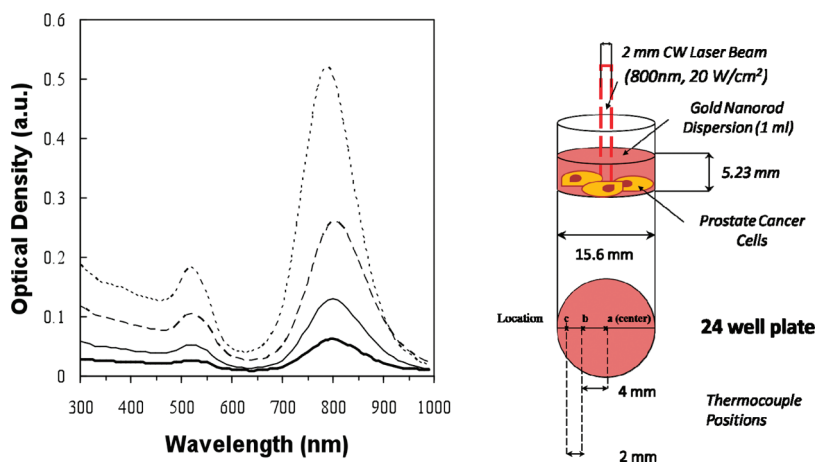 0.6
0.5
0.4
0.3
0.2
0.1
0
300 400 500 600 700 800 900 1000
Optical Density (a.u.)
Wavelength (nm)
2 mm CW Laser Beam
(800nm, 20 W/cm²)
Gold Nanorod
Dispersion (1 ml)
5.23 mm
Prostate Cancer
Cells
15.6 mm
Location c b a (center)
24 well plate
4 mm
Thermocouple
Positions
2 mm